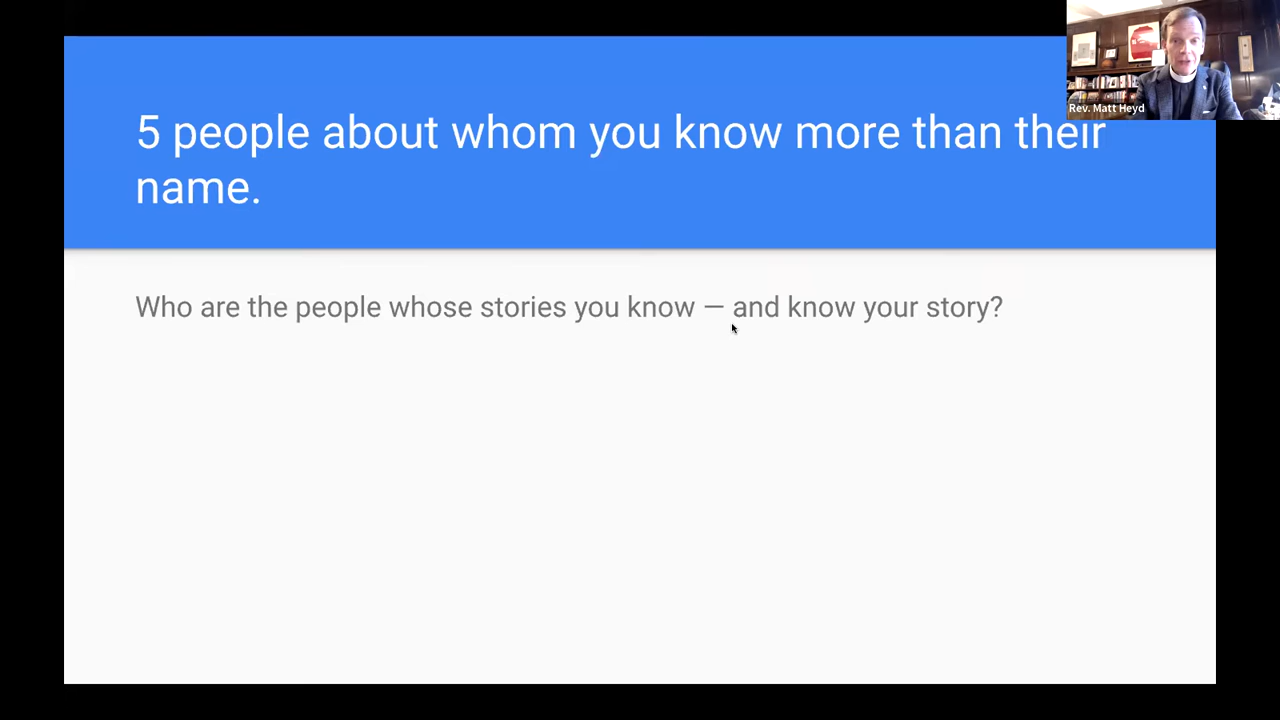 5 people about whom you know more than their
name.
Rev. Matt Heyd
Who are the people whose stories you know — and know your story?